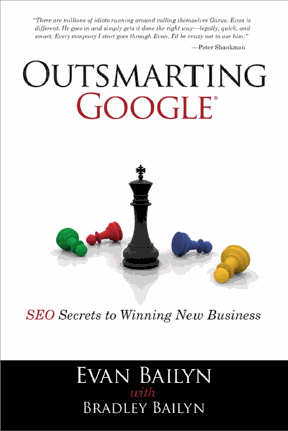 "There are millions of idiots running around calling themselves Gurus. Evan is
different. He goes in and simply gets it done the right way—legally, quick, and
smart. Every company I start goes through Evan. I'd be crazy not to use him."
—Peter Shankman
OUTSMARTING
GOOGLE®
SEO Secrets to Winning New Business
EVAN BAILYN
with
BRADLEY BAILYN